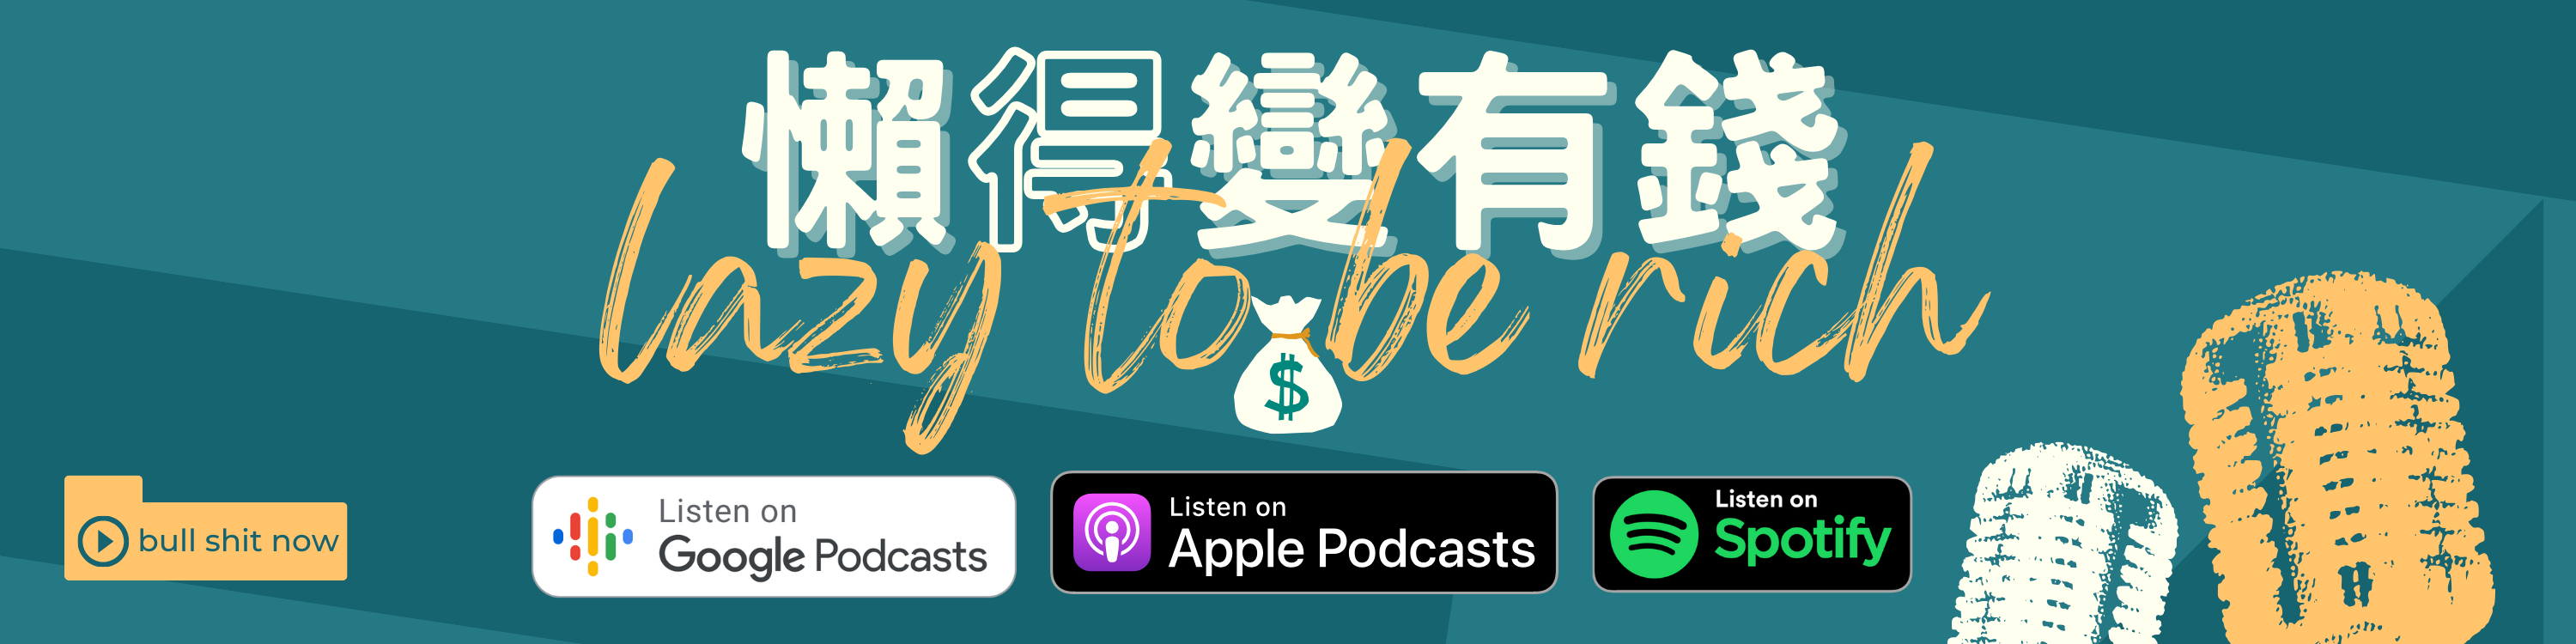 懶得變有錢
lazy to be rich
$
bull shit now
Listen on
Google Podcasts
Listen on
Apple Podcasts
Listen on
Spotify